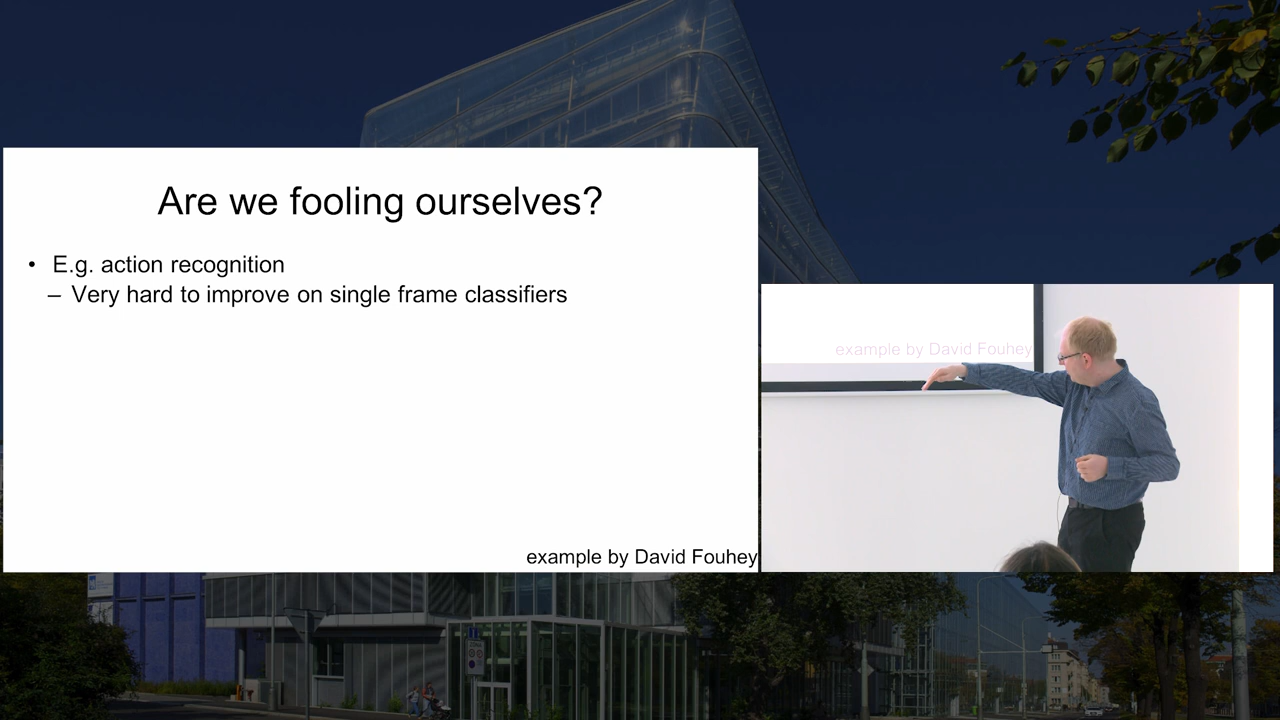 Are we fooling ourselves?
• E.g. action recognition
– Very hard to improve on single frame classifiers
example by David Fouhey
example by David Fouhey